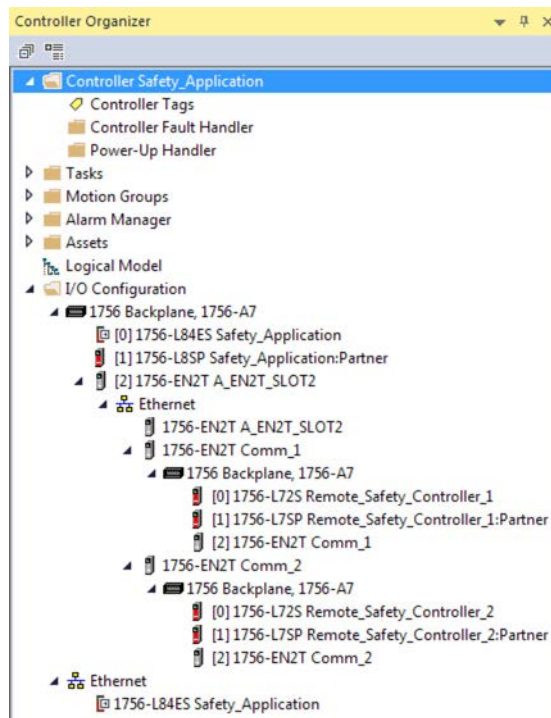 Controller Organizer
Controller Safety_Application
Controller Tags
Controller Fault Handler
Power-Up Handler
Tasks
Motion Groups
Alarm Manager
Assets
Logical Model
I/O Configuration
1756 Backplane, 1756-A7
[0] 1756-L84ES Safety_Application
[1] 1756-L8SP Safety_Application:Partner
[2] 1756-EN2T A_EN2T_SLOT2
Ethernet
1756-EN2T A_EN2T_SLOT2
1756-EN2T Comm_1
1756 Backplane, 1756-A7
[0] 1756-L72S Remote_Safety_Controller_1
[1] 1756-L7SP Remote_Safety_Controller_1:Partner
[2] 1756-EN2T Comm_1
1756-EN2T Comm_2
1756 Backplane, 1756-A7
[0] 1756-L72S Remote_Safety_Controller_2
[1] 1756-L7SP Remote_Safety_Controller_2:Partner
[2] 1756-EN2T Comm_2
Ethernet
1756-L84ES Safety_Application